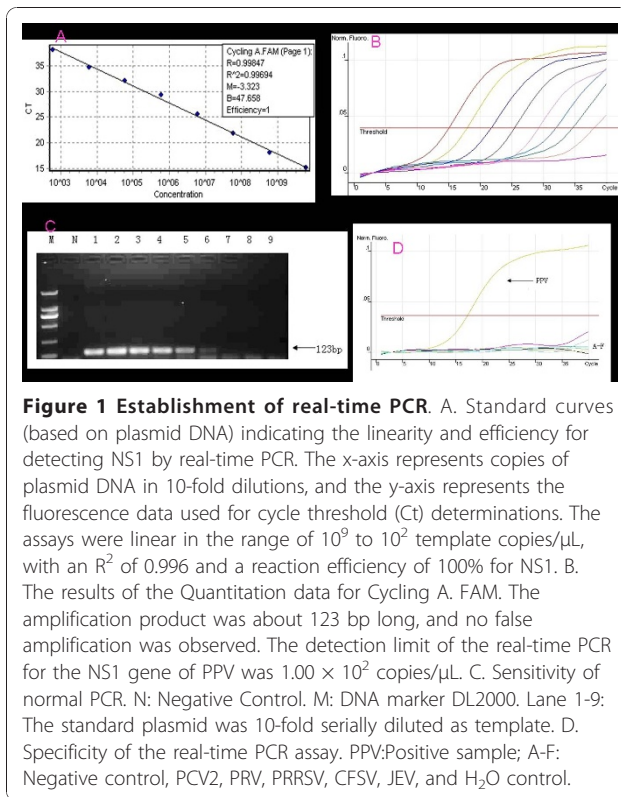 A
Cycling A.FAM (Page 1):
R=0.99847
R^2=0.99694
M=-3.323
B=47.658
Efficiency=1
35
30
25
20
15
CT
10^03 10^04 10^05 10^06 10^07 10^08 10^09
Concentration
Norm. Fluoro.
B
.1
.05
Threshold
0 5 10 15 20 25 30 35 Cycle
C
M N 1 2 3 4 5 6 7 8 9
123bp
Norm. Fluoro.
D
.1
PPV
.05
Threshold
A-F
0 5 10 15 20 25 30 35 Cycle
Figure 1 Establishment of real-time PCR. A. Standard curves
(based on plasmid DNA) indicating the linearity and efficiency for
detecting NS1 by real-time PCR. The x-axis represents copies of
plasmid DNA in 10-fold dilutions, and the y-axis represents the
fluorescence data used for cycle threshold (Ct) determinations. The
assays were linear in the range of 10⁹ to 10² template copies/μL,
with an R² of 0.996 and a reaction efficiency of 100% for NS1. B.
The results of the Quantitation data for Cycling A. FAM. The
amplification product was about 123 bp long, and no false
amplification was observed. The detection limit of the real-time PCR
for the NS1 gene of PPV was 1.00 × 10² copies/μL. C. Sensitivity of
normal PCR. N: Negative Control. M: DNA marker DL2000. Lane 1-9:
The standard plasmid was 10-fold serially diluted as template. D.
Specificity of the real-time PCR assay. PPV:Positive sample; A-F:
Negative control, PCV2, PRV, PRRSV, CFSV, JEV, and H₂O control.